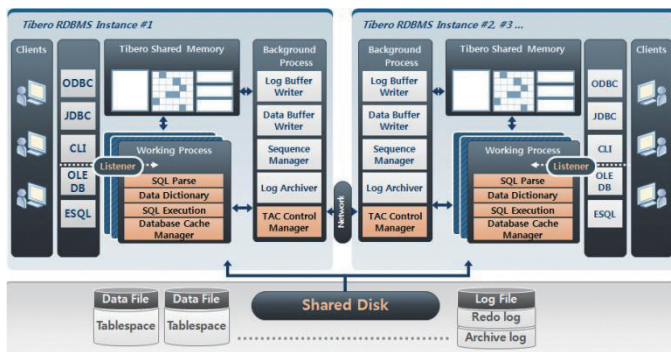 Tibero RDBMS Instance #1
Clients
ODBC
JDBC
CLI
OLE
DB
ESQL
Tibero Shared Memory
Listener
Working Process
SQL Parse
Data Dictionary
SQL Execution
Database Cache
Manager
Background
Process
Log Buffer
Writer
Data Buffer
Writer
Sequence
Manager
Log Archiver
TAC Control
Manager
Network
Tibero RDBMS Instance #2, #3 ...
Background
Process
Log Buffer
Writer
Data Buffer
Writer
Sequence
Manager
Log Archiver
TAC Control
Manager
Tibero Shared Memory
Working Process
Listener
SQL Parse
Data Dictionary
SQL Execution
Database Cache
Manager
ODBC
JDBC
CLI
OLE
DB
ESQL
Clients
Data File
Tablespace
Data File
Tablespace
Shared Disk
Log File
Redo log
Archive log